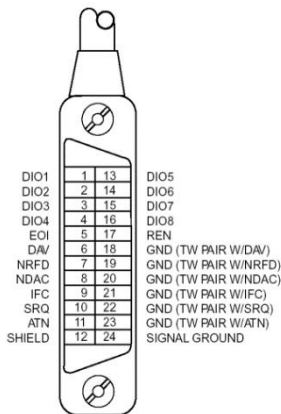 DIO1 1 13 DIO5
DIO2 2 14 DIO6
DIO3 3 15 DIO7
DIO4 4 16 DIO8
EOI 5 17 REN
DAV 6 18 GND (TW PAIR W/DAV)
NRFD 7 19 GND (TW PAIR W/NRFD)
NDAC 8 20 GND (TW PAIR W/NDAC)
IFC 9 21 GND (TW PAIR W/IFC)
SRQ 10 22 GND (TW PAIR W/SRQ)
ATN 11 23 GND (TW PAIR W/ATN)
SHIELD 12 24 SIGNAL GROUND